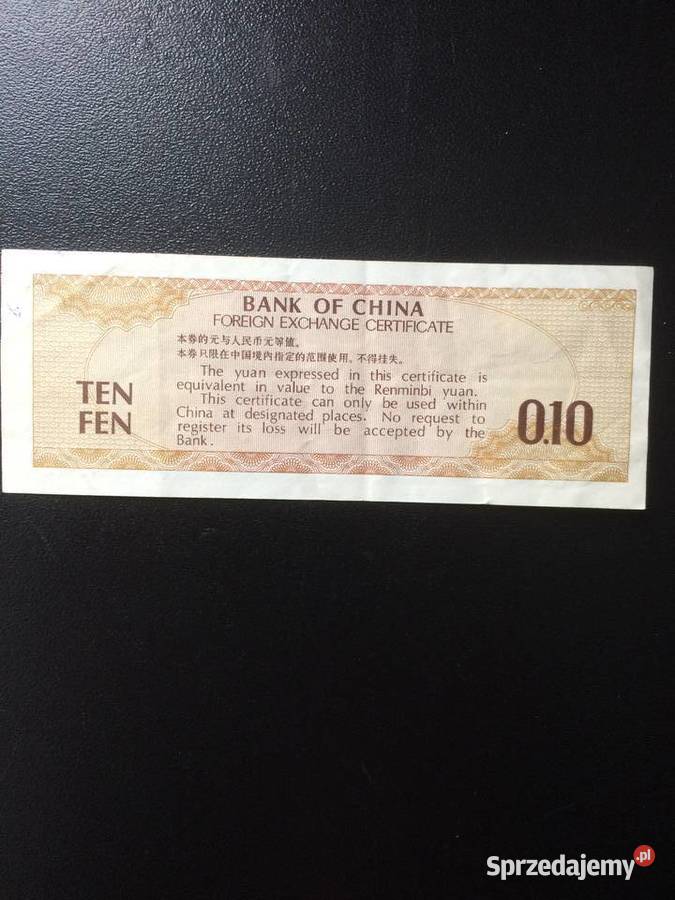 BANK OF CHINA
FOREIGN EXCHANGE CERTIFICATE
本券的元与人民币元等值。
本券只限在中国境内指定的范围使用，不得挂失。
The yuan expressed in this certificate is
equivalent in value to the Renminbi yuan.
This certificate can only be used within
China at designated places. No request to
register its loss will be accepted by the
Bank.
TEN
FEN
0.10
Sprzedajemy.pl